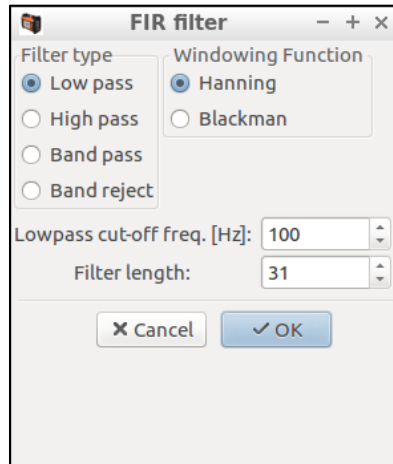 FIR filter
Filter type
Low pass
High pass
Band pass
Band reject
Windowing Function
Hanning
Blackman
Lowpass cut-off freq. [Hz]: 100
Filter length: 31
Cancel OK